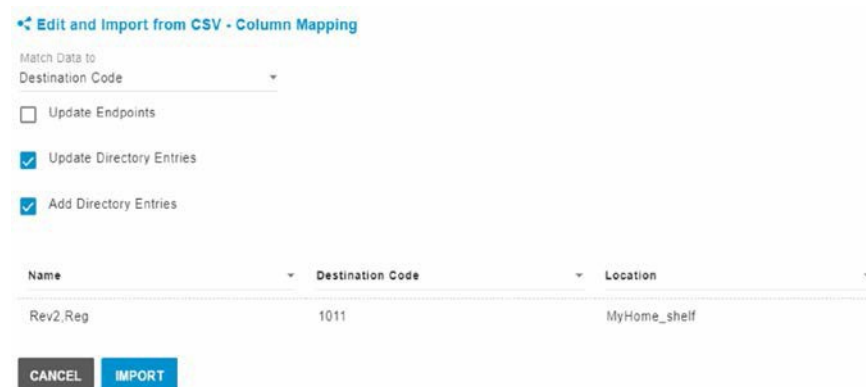 Edit and Import from CSV - Column Mapping
Match Data to
Destination Code
Update Endpoints
Update Directory Entries
Add Directory Entries
Name Destination Code Location
Rev2,Reg 1011 MyHome_shelf
CANCEL IMPORT